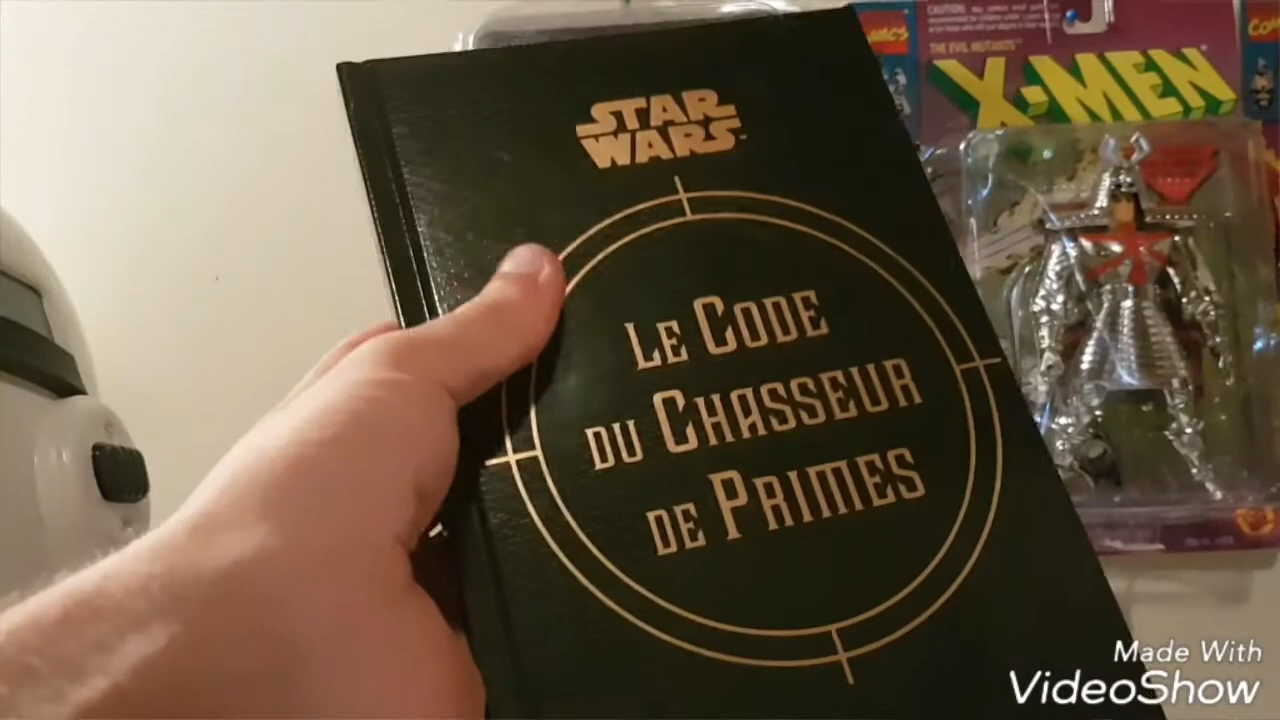 STAR
WARS
LE CODE
DU CHASSEUR
DE PRIMES
THE EVIL MUTANTS
X-MEN
Made With
VideoShow